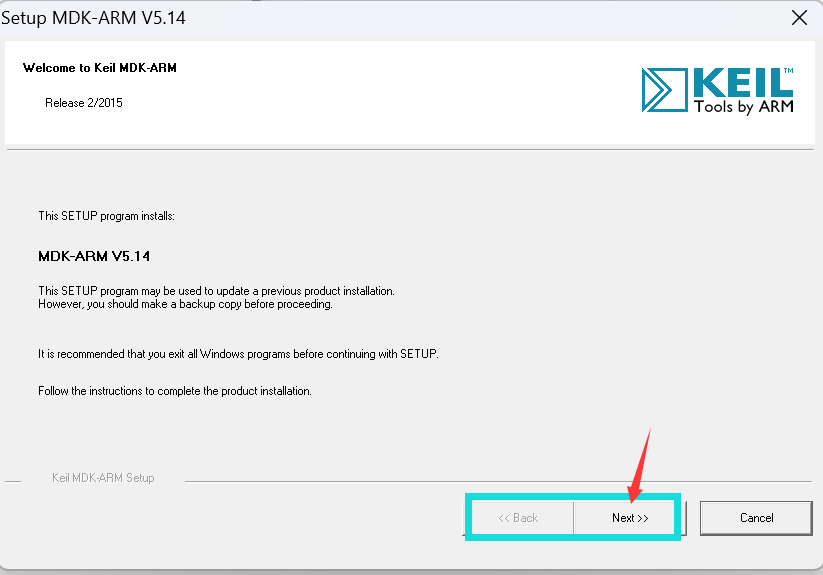 Setup MDK-ARM V5.14
Welcome to Keil MDK-ARM
Release 2/2015
KEIL™
Tools by ARM
This SETUP program installs:
MDK-ARM V5.14
This SETUP program may be used to update a previous product installation.
However, you should make a backup copy before proceeding.
It is recommended that you exit all Windows programs before continuing with SETUP.
Follow the instructions to complete the product installation.
Keil MDK-ARM Setup
<< Back
Next >>
Cancel